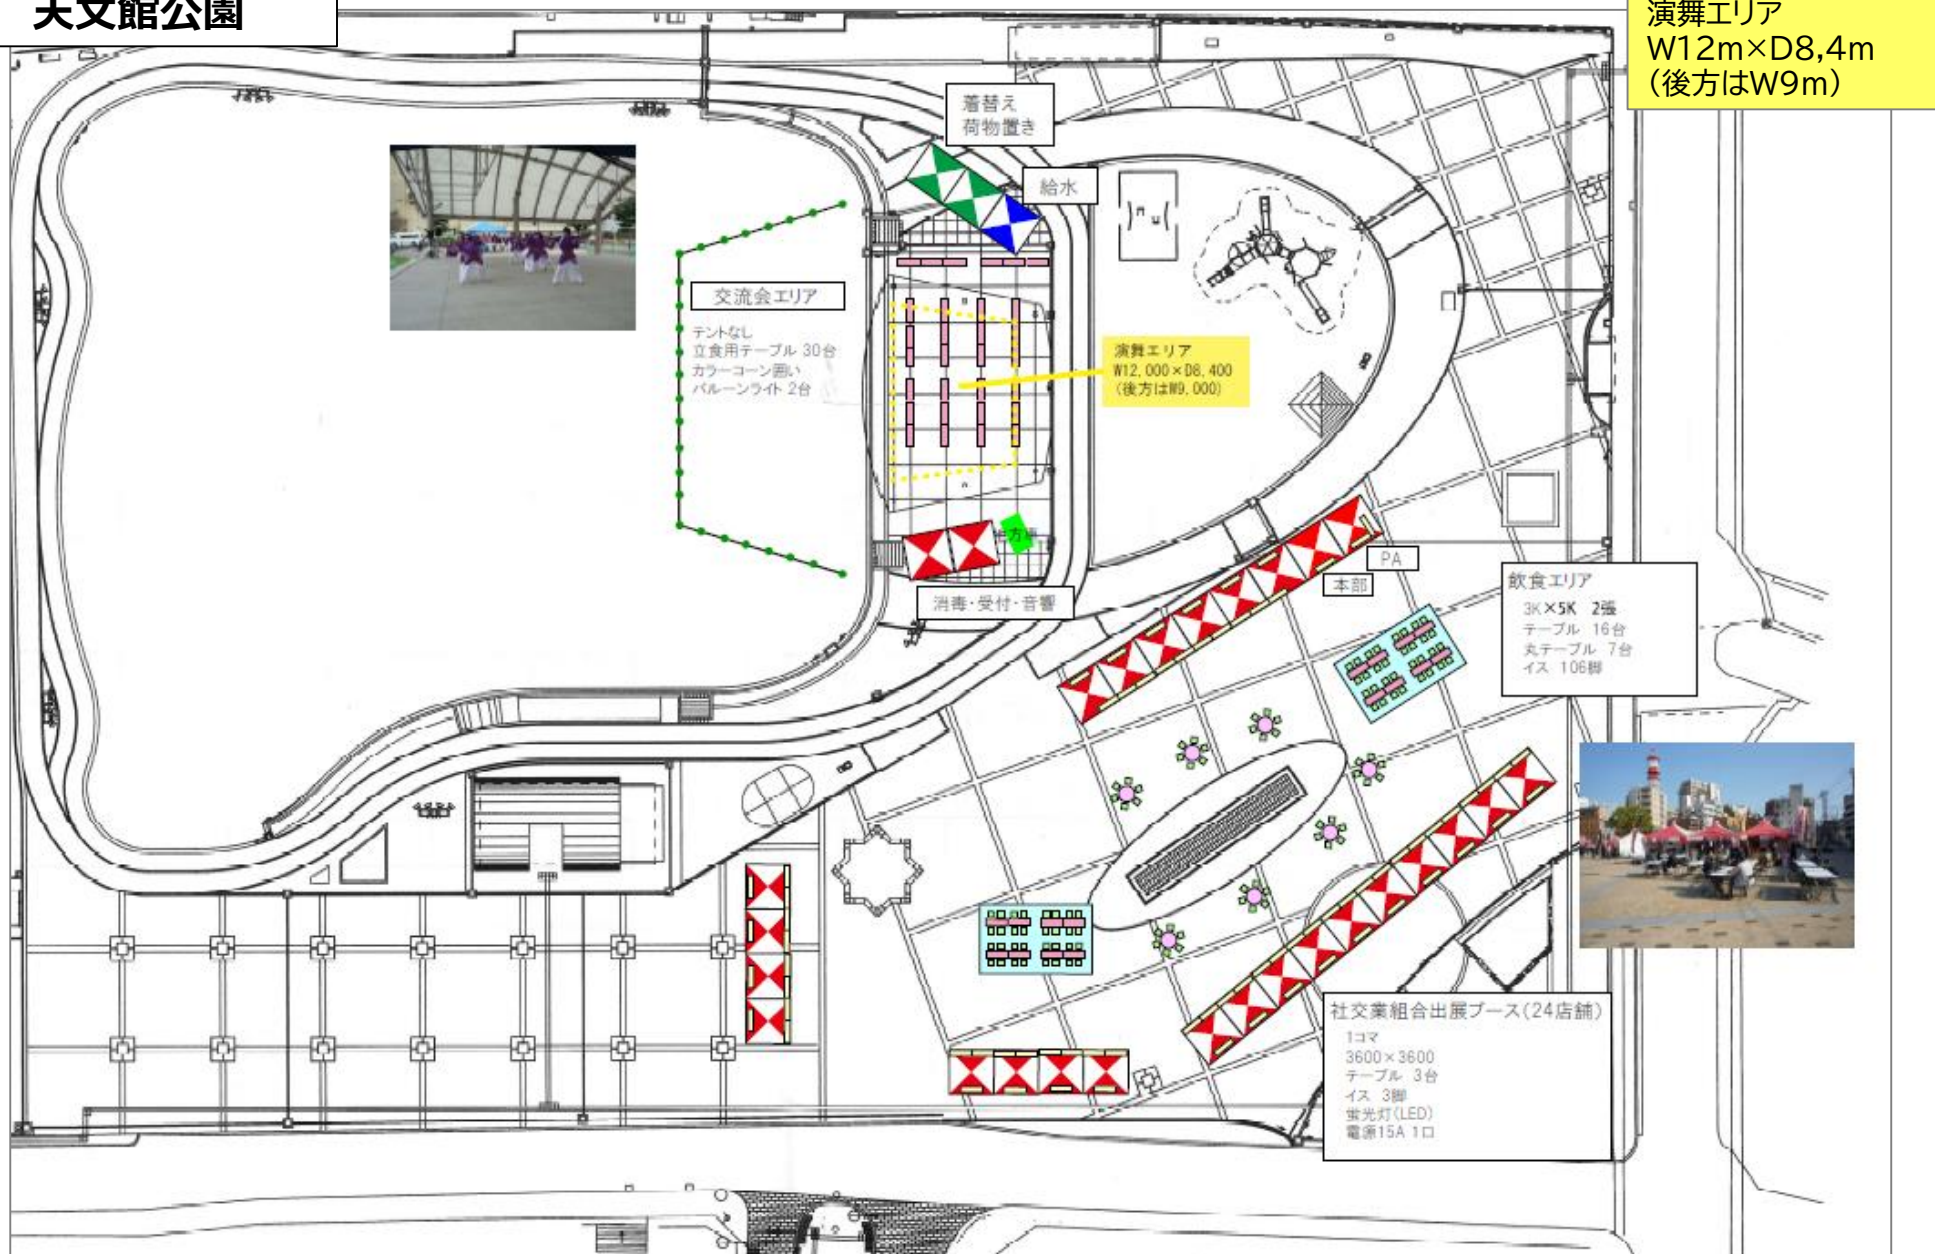 天文館公園
演舞エリア
W12m×D8,4m
(後方はW9m)
着替え
荷物置き
給水
交流会エリア
テントなし
立食用テーブル 30台
カラーコーン囲い
バルーンライト 2台
演舞エリア
W12,000×D8,400
(後方はW9,000)
地方車
消毒・受付・音響
PA
本部
飲食エリア
3K×5K 2張
テーブル 16台
丸テーブル 7台
イス 106脚
社交業組合出展ブース(24店舗)
1コマ
3600×3600
テーブル 3台
イス 3脚
蛍光灯(LED)
電源15A 1口